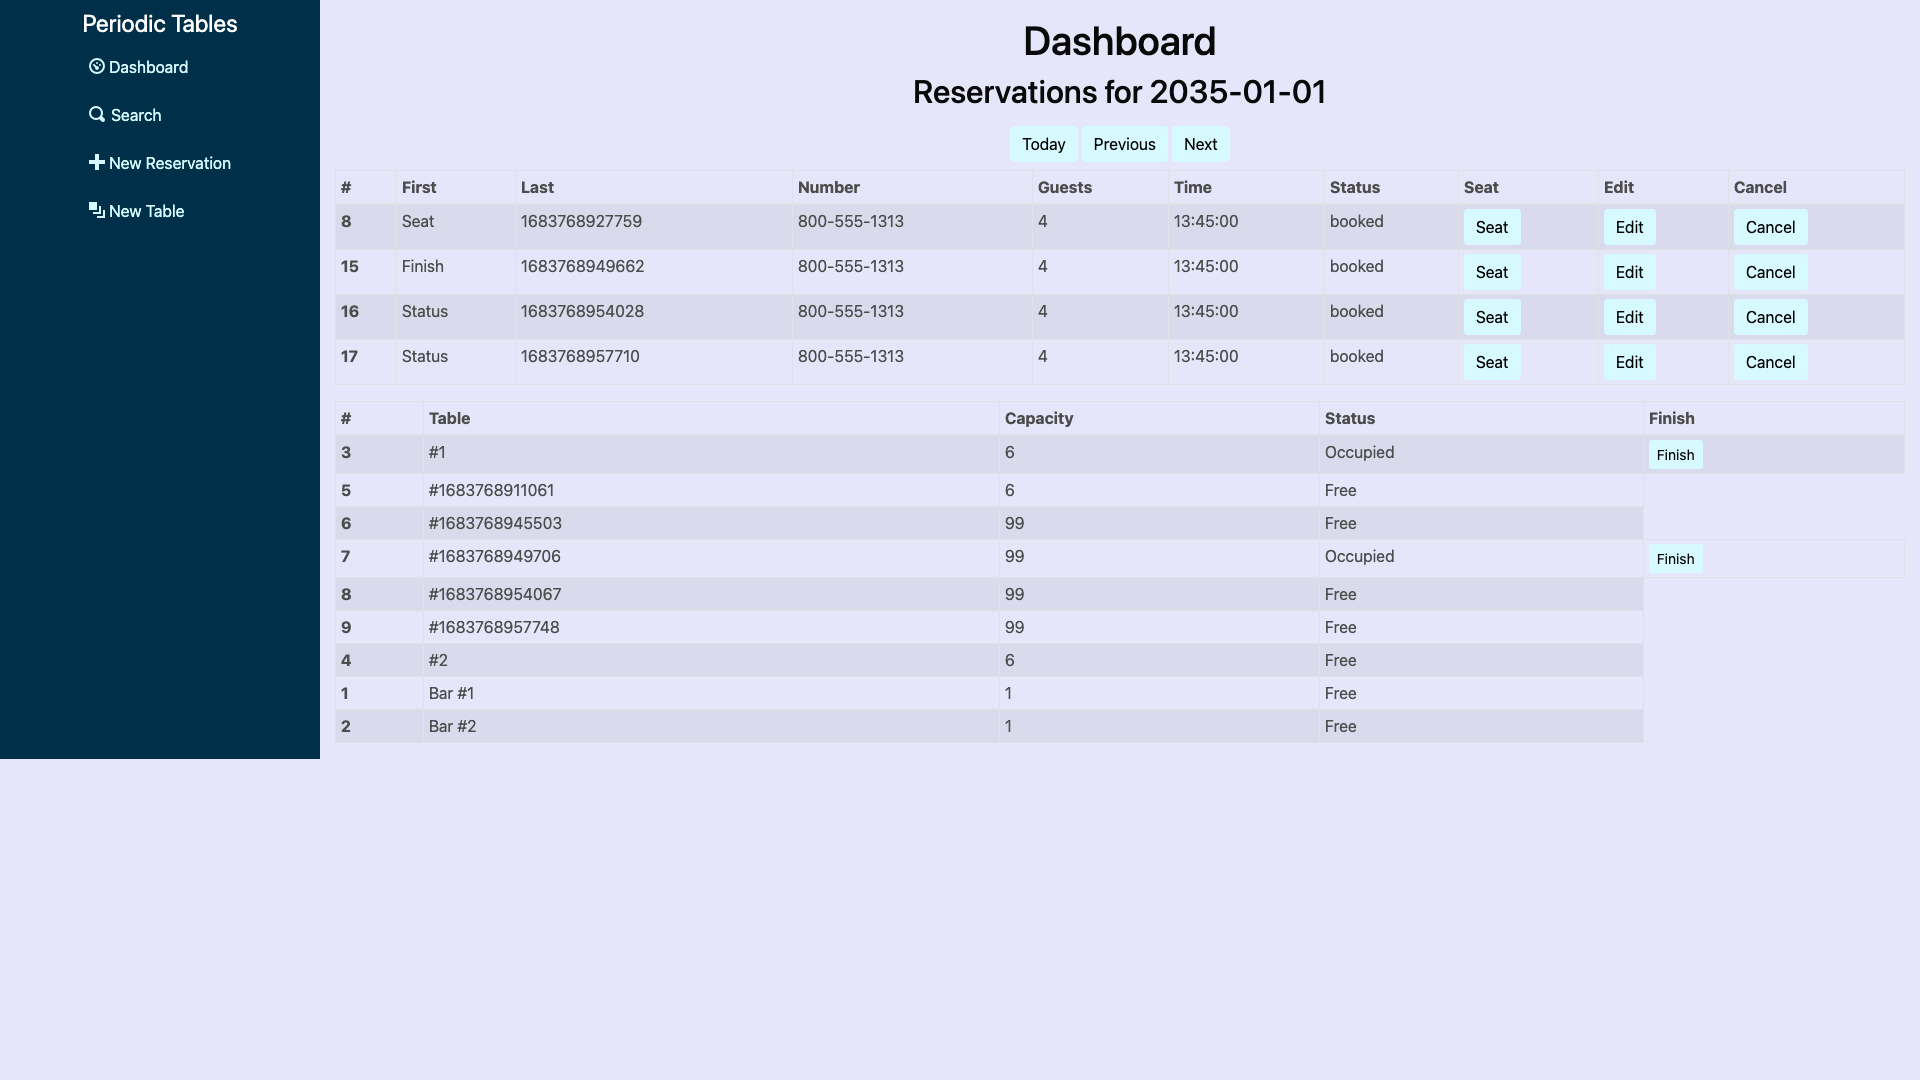 Periodic Tables
Dashboard
Search
New Reservation
New Table
Dashboard
Reservations for 2035-01-01
Today Previous Next
# First Last Number Guests Time Status Seat Edit Cancel
8 Seat 1683768927759 800-555-1313 4 13:45:00 booked Seat Edit Cancel
15 Finish 1683768949662 800-555-1313 4 13:45:00 booked Seat Edit Cancel
16 Status 1683768954028 800-555-1313 4 13:45:00 booked Seat Edit Cancel
17 Status 1683768957710 800-555-1313 4 13:45:00 booked Seat Edit Cancel
# Table Capacity Status Finish
3 #1 6 Occupied Finish
5 #1683768911061 6 Free
6 #1683768945503 99 Free
7 #1683768949706 99 Occupied Finish
8 #1683768954067 99 Free
9 #1683768957748 99 Free
4 #2 6 Free
1 Bar #1 1 Free
2 Bar #2 1 Free